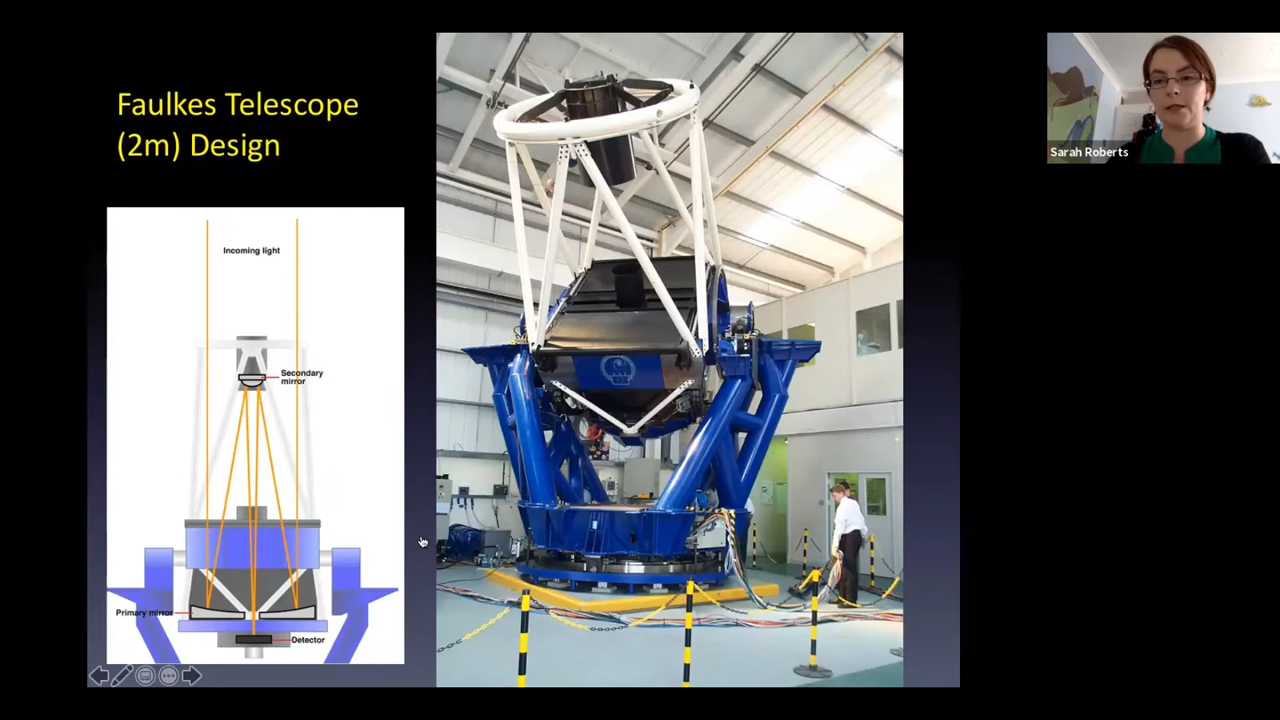 Faulkes Telescope
(2m) Design
Incoming light
Secondary
mirror
Primary mirror
Detector
Sarah Roberts